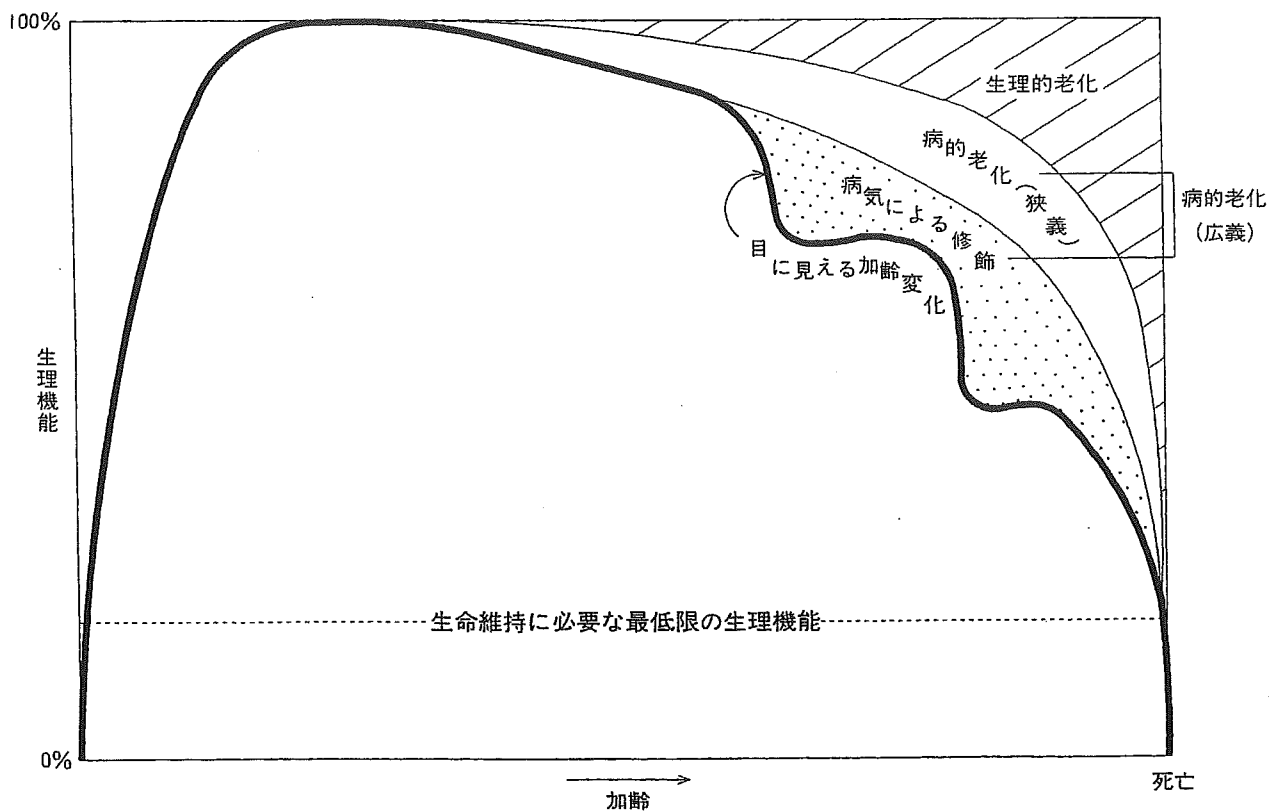 100%
生理的老化
病的老化(狭義)
病的老化
(広義)
病気による修飾
目に見える加齢変化
生理機能
生命維持に必要な最低限の生理機能
0%
加齢
死亡